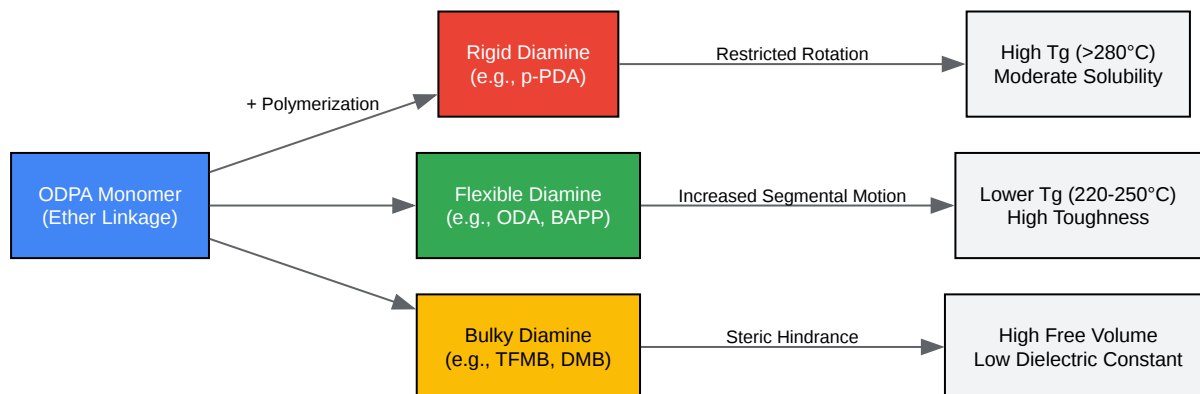 + Polymerization
Rigid Diamine
(e.g., p-PDA)
Restricted Rotation
High Tg (>280°C)
Moderate Solubility
ODPA Monomer
(Ether Linkage)
Flexible Diamine
(e.g., ODA, BAPP)
Increased Segmental Motion
Lower Tg (220-250°C)
High Toughness
Bulky Diamine
(e.g., TFMB, DMB)
Steric Hindrance
High Free Volume
Low Dielectric Constant